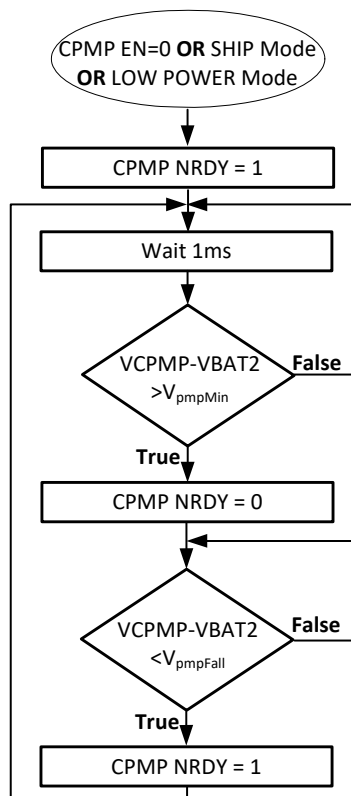 CPMP EN=0 OR SHIP Mode
OR LOW POWER Mode
CPMP NRDY = 1
Wait 1ms
VCPMP-VBAT2
>VpmpMin
False
True
CPMP NRDY = 0
VCPMP-VBAT2
<VpmpFall
False
True
CPMP NRDY = 1